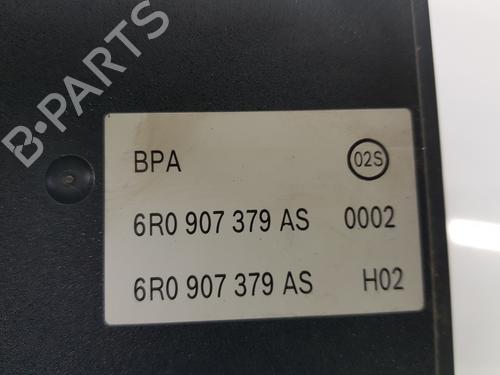 B-PARTS
BPA 02S
6R0 907 379 AS 0002
6R0 907 379 AS H02